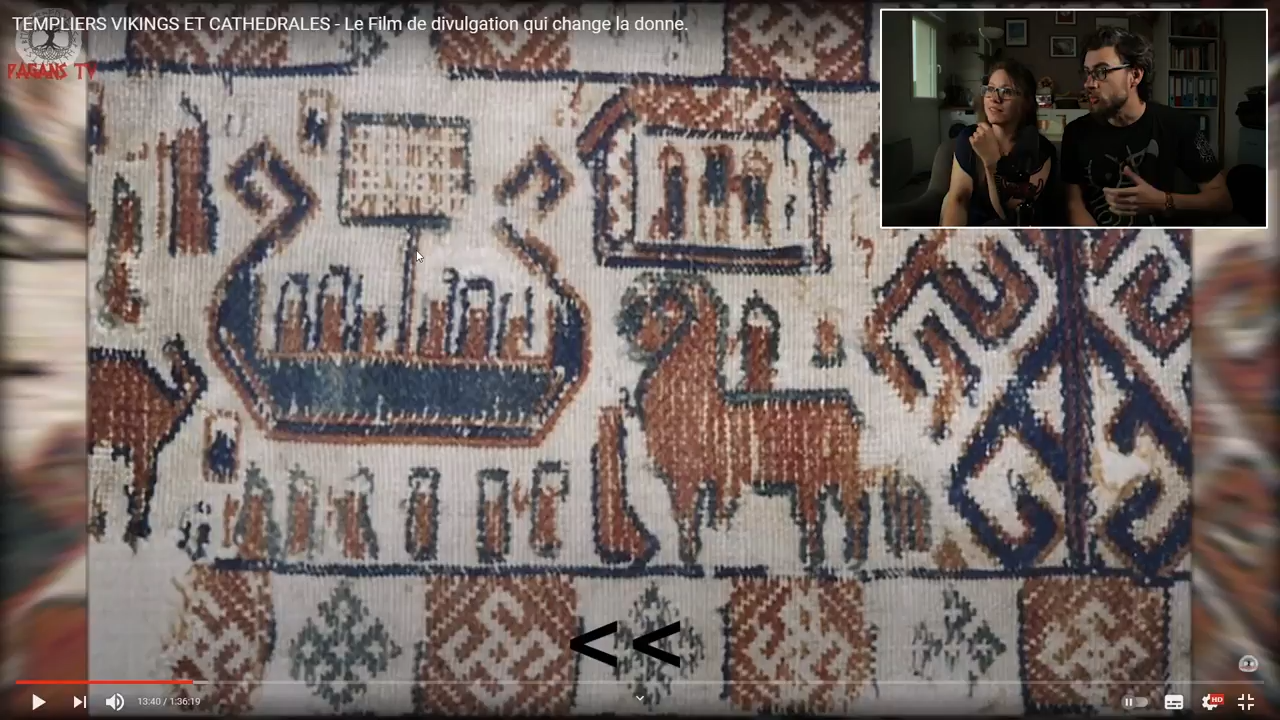 TEMPLIERS VIKINGS ET CATHEDRALES - Le Film de divulgation qui change la donne.
PAGANS TV
<<
13:40 / 1:36:19
HD